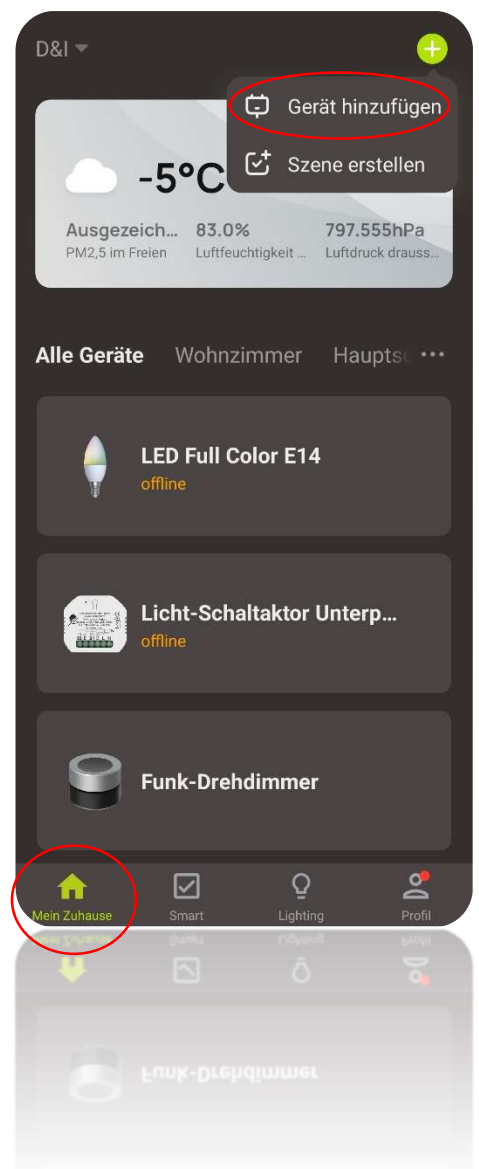 D&I
Gerät hinzufügen
Szene erstellen
-5°C
Ausgezeich... 83.0% 797.555hPa
PM2,5 im Freien Luftfeuchtigkeit ... Luftdruck drauss...
Alle Geräte Wohnzimmer Hauptsc ···
LED Full Color E14
offline
Licht-Schaltaktor Unterp...
offline
Funk-Drehdimmer
Mein Zuhause Smart Lighting Profil